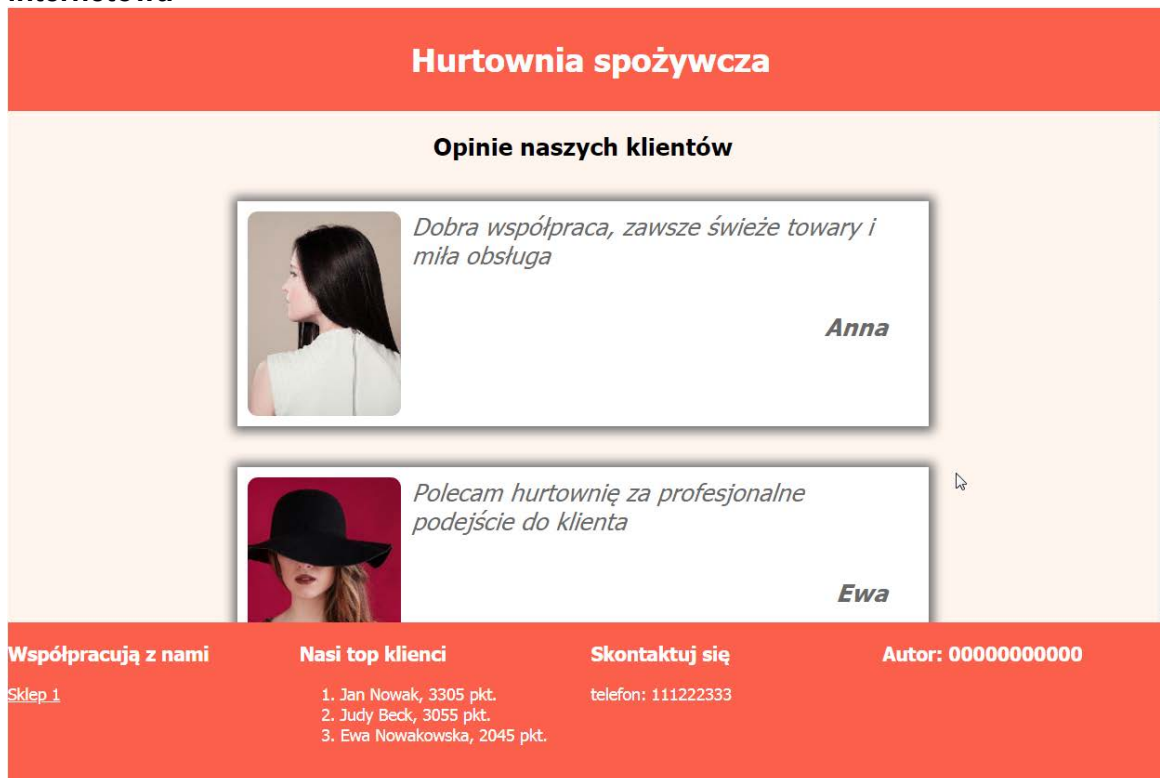 Hurtownia spożywcza
Opinie naszych klientów
Dobra współpraca, zawsze świeże towary i
miła obsługa
Anna
Polecam hurtownię za profesjonalne
podejście do klienta
Ewa
Współpracują z nami
Sklep 1
Nasi top klienci
1. Jan Nowak, 3305 pkt.
2. Judy Beck, 3055 pkt.
3. Ewa Nowakowska, 2045 pkt.
Skontaktuj się
telefon: 111222333
Autor: 00000000000